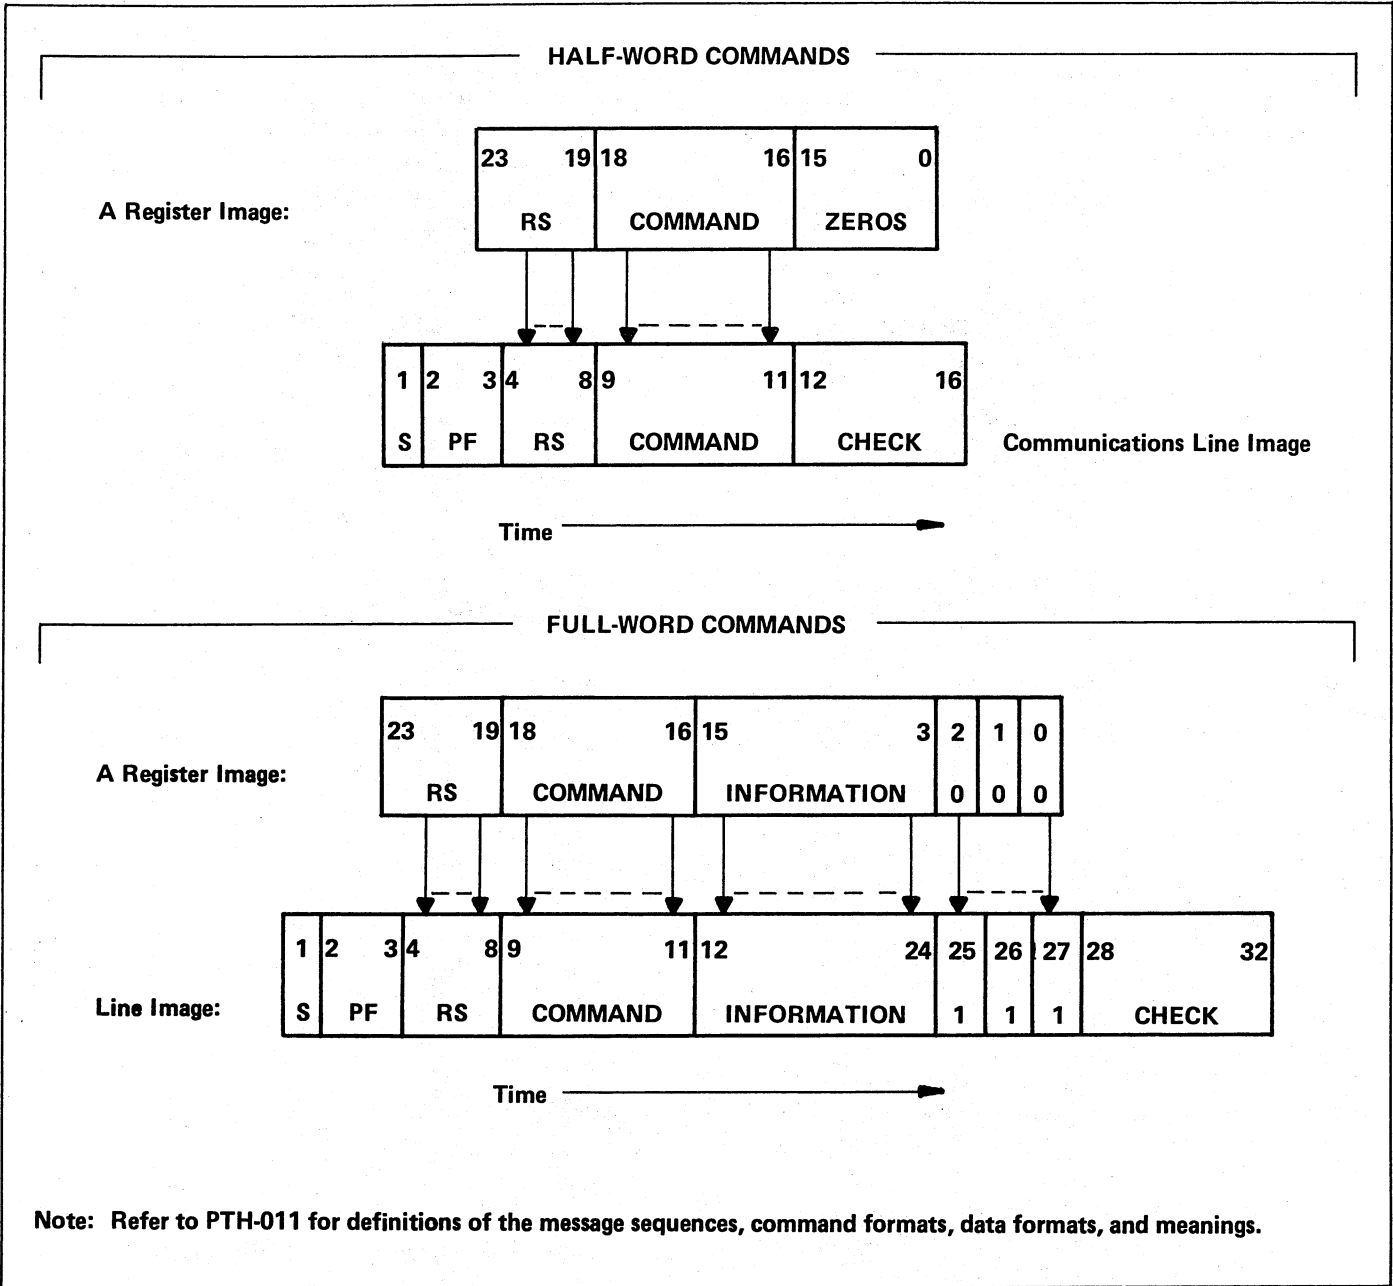 HALF-WORD COMMANDS
23 19 18 16 15 0
A Register Image:
RS COMMAND ZEROS
1 2 3 4 8 9 11 12 16
S PF RS COMMAND CHECK
Communications Line Image
Time
FULL-WORD COMMANDS
23 19 18 16 15 3 2 1 0
A Register Image:
RS COMMAND INFORMATION 0 0 0
1 2 3 4 8 9 11 12 24 25 26 27 28 32
Line Image:
S PF RS COMMAND INFORMATION 1 1 1 CHECK
Time
Note: Refer to PTH-011 for definitions of the message sequences, command formats, data formats, and meanings.